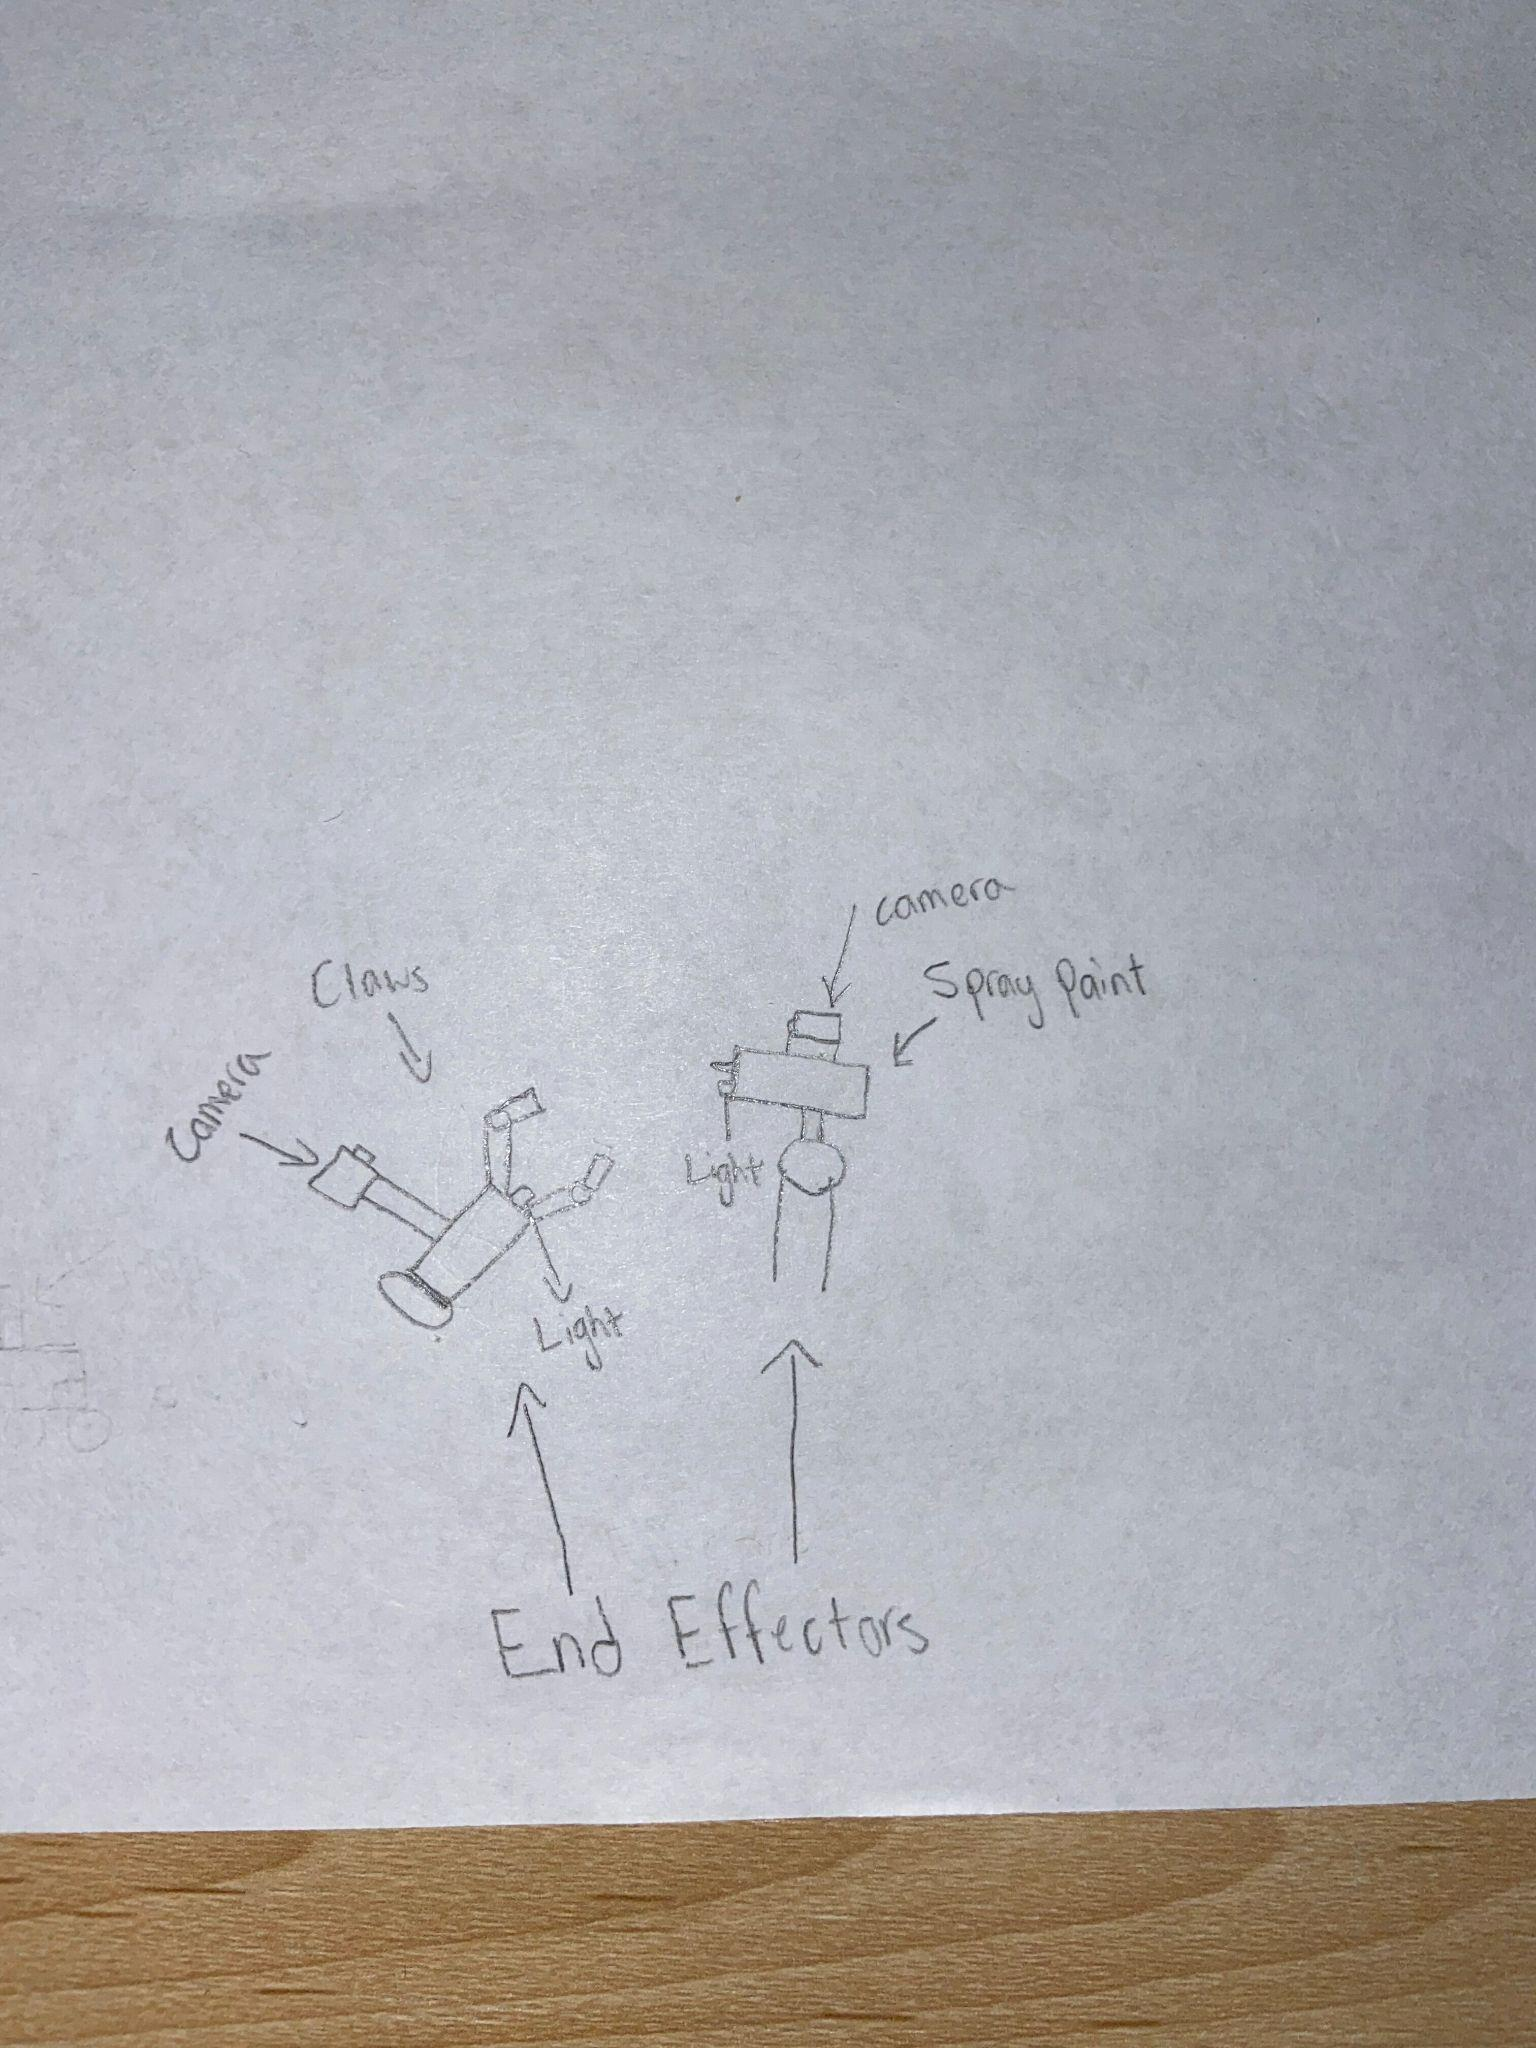 camera
Spray Paint
Claws
Camera
Light
Light
End Effectors